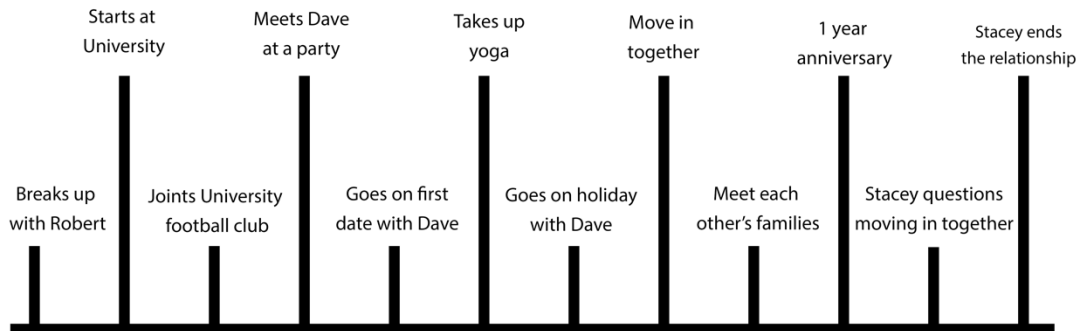 Starts at
University
Meets Dave
at a party
Takes up
yoga
Move in
together
1 year
anniversary
Stacey ends
the relationship
Breaks up
with Robert
Joints University
football club
Goes on first
date with Dave
Goes on holiday
with Dave
Meet each
other's families
Stacey questions
moving in together